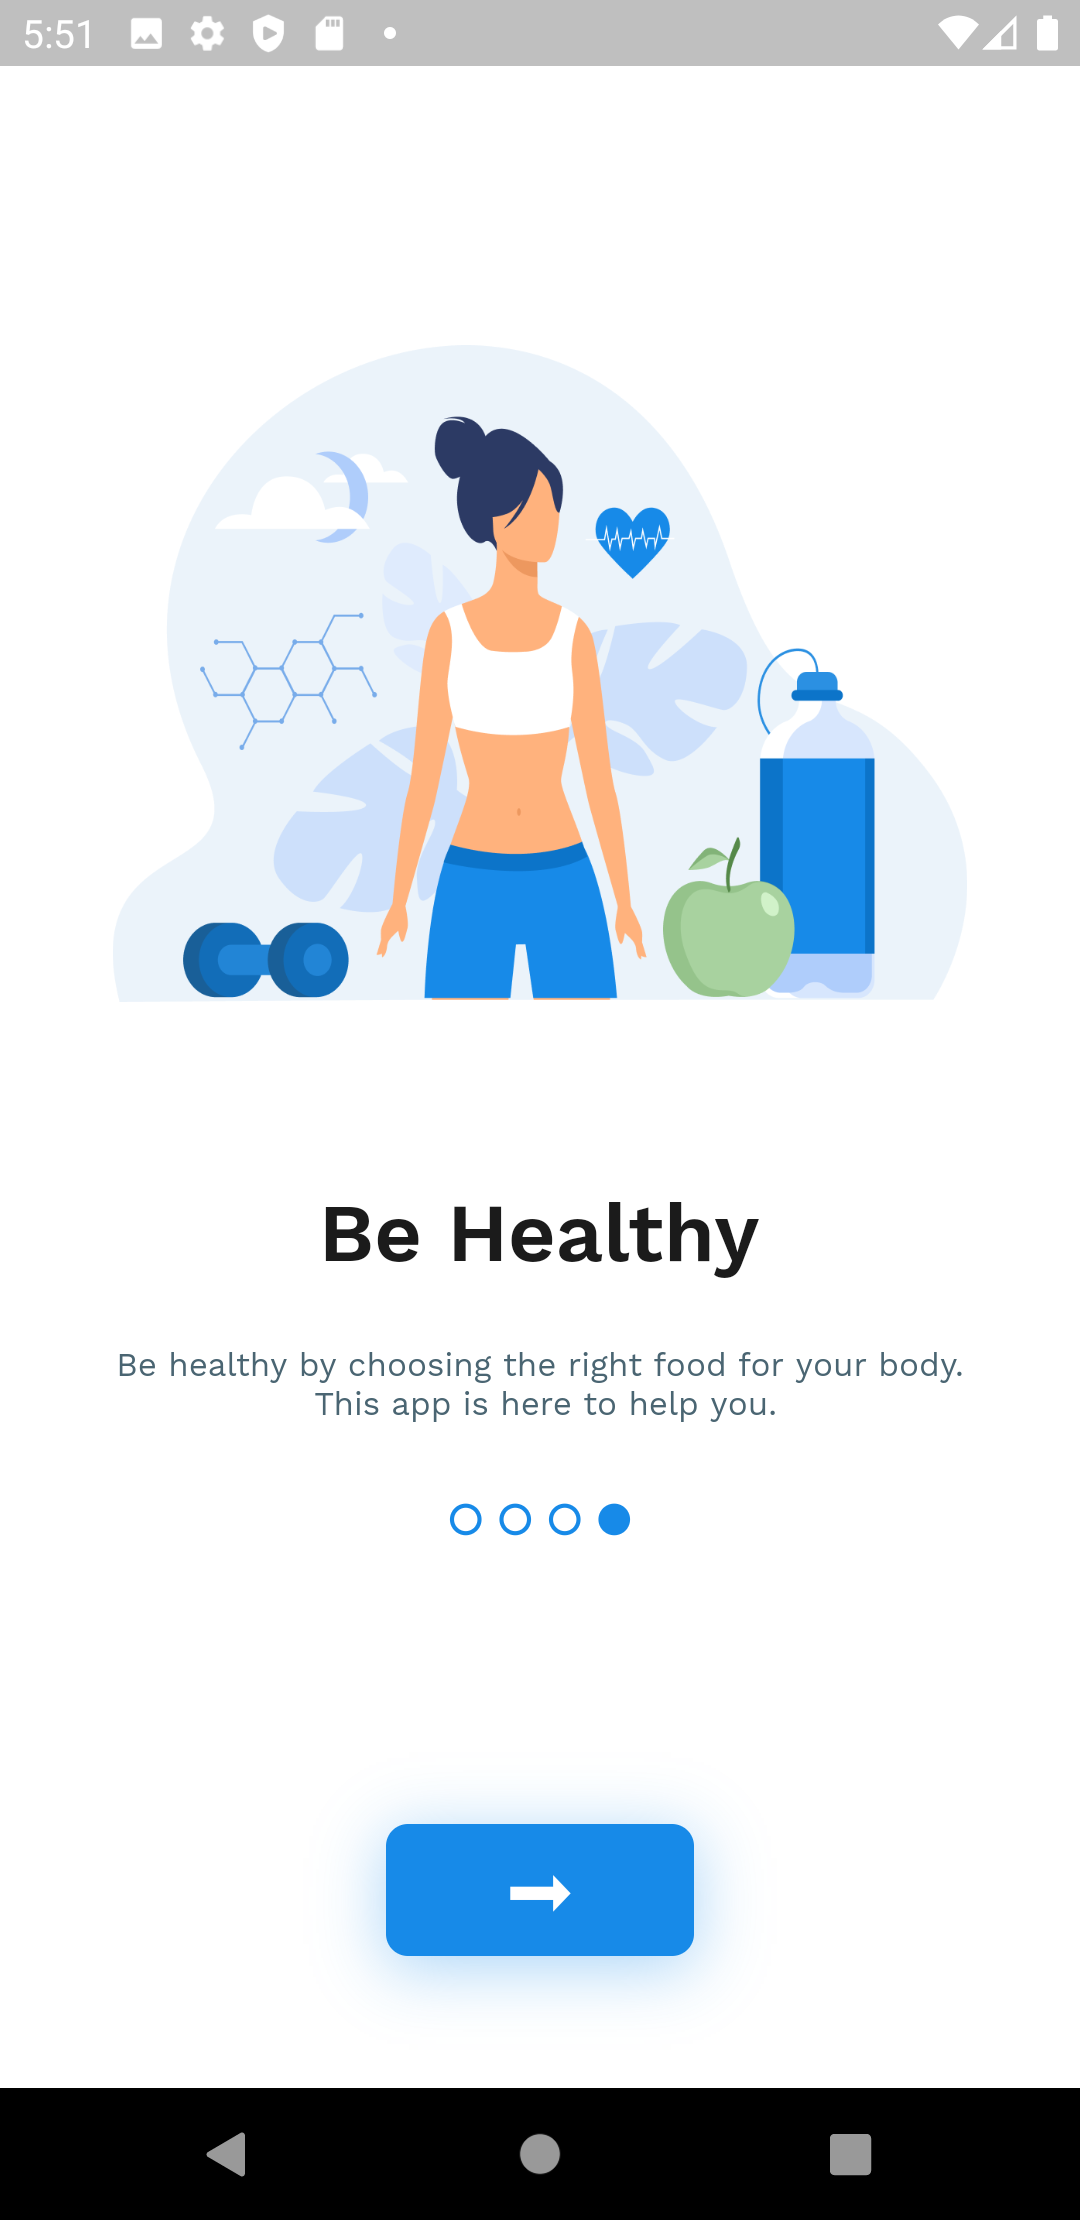 5:51
Be Healthy
Be healthy by choosing the right food for your body.
This app is here to help you.